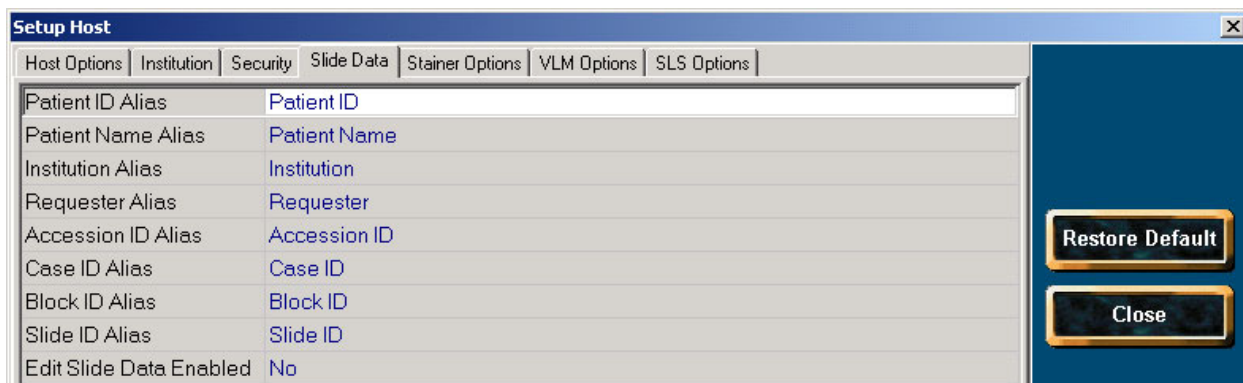 Setup Host
Host Options Institution Security Slide Data Stainer Options VLM Options SLS Options
Patient ID Alias Patient ID
Patient Name Alias Patient Name
Institution Alias Institution
Requester Alias Requester
Accession ID Alias Accession ID
Case ID Alias Case ID
Block ID Alias Block ID
Slide ID Alias Slide ID
Edit Slide Data Enabled No
Restore Default
Close